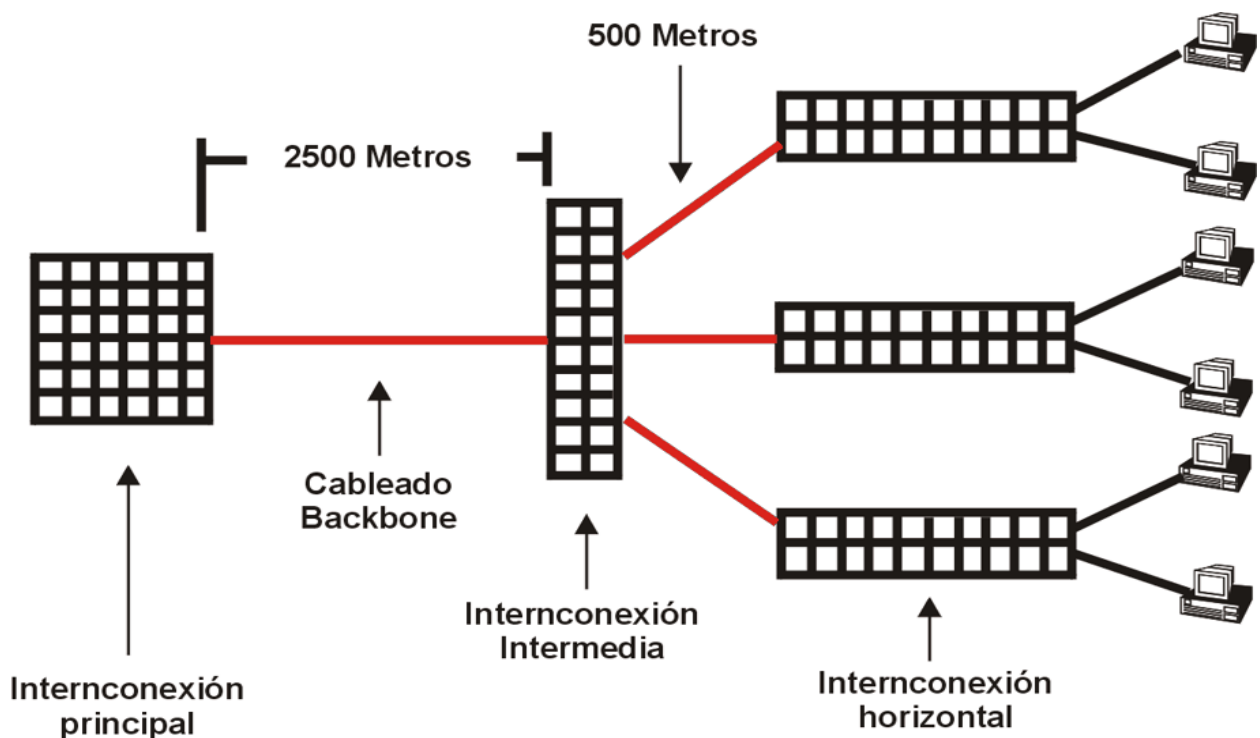 500 Metros
2500 Metros
Cableado
Backbone
Internconexión
Intermedia
Internconexión
horizontal
Internconexión
principal